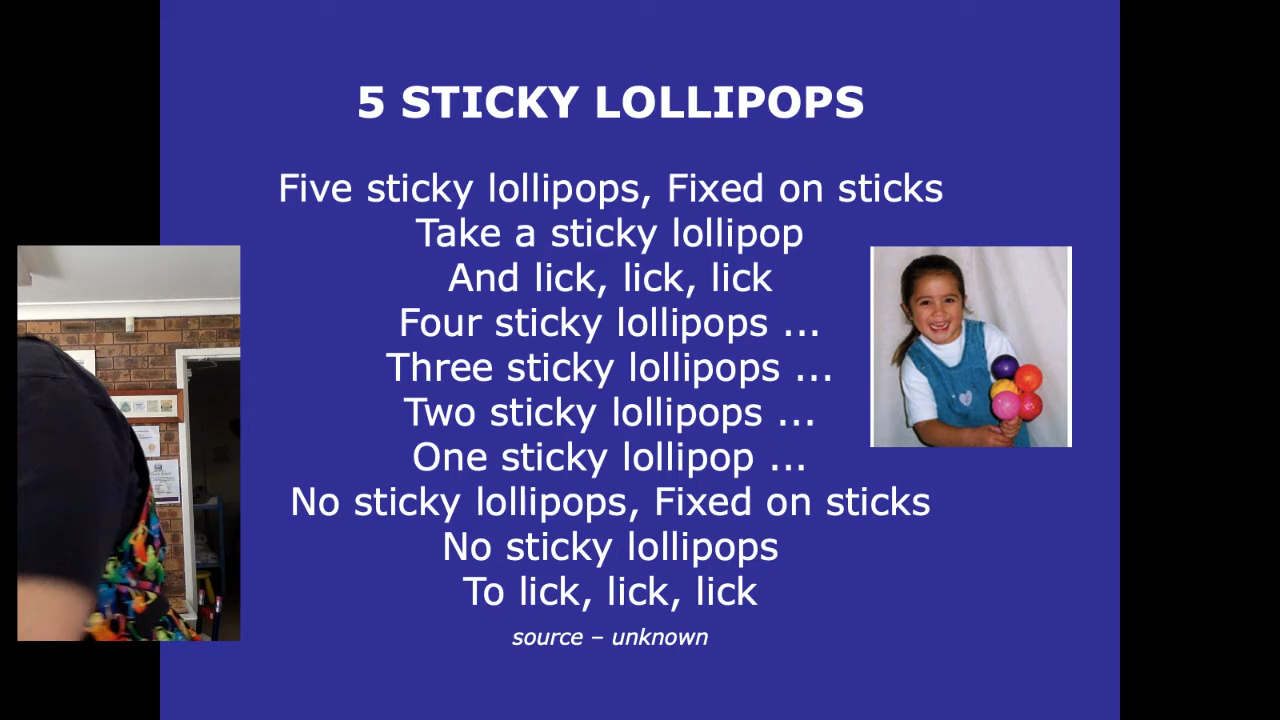 5 STICKY LOLLIPOPS
Five sticky lollipops, Fixed on sticks
Take a sticky lollipop
And lick, lick, lick
Four sticky lollipops ...
Three sticky lollipops ...
Two sticky lollipops ...
One sticky lollipop ...
No sticky lollipops, Fixed on sticks
No sticky lollipops
To lick, lick, lick
source – unknown